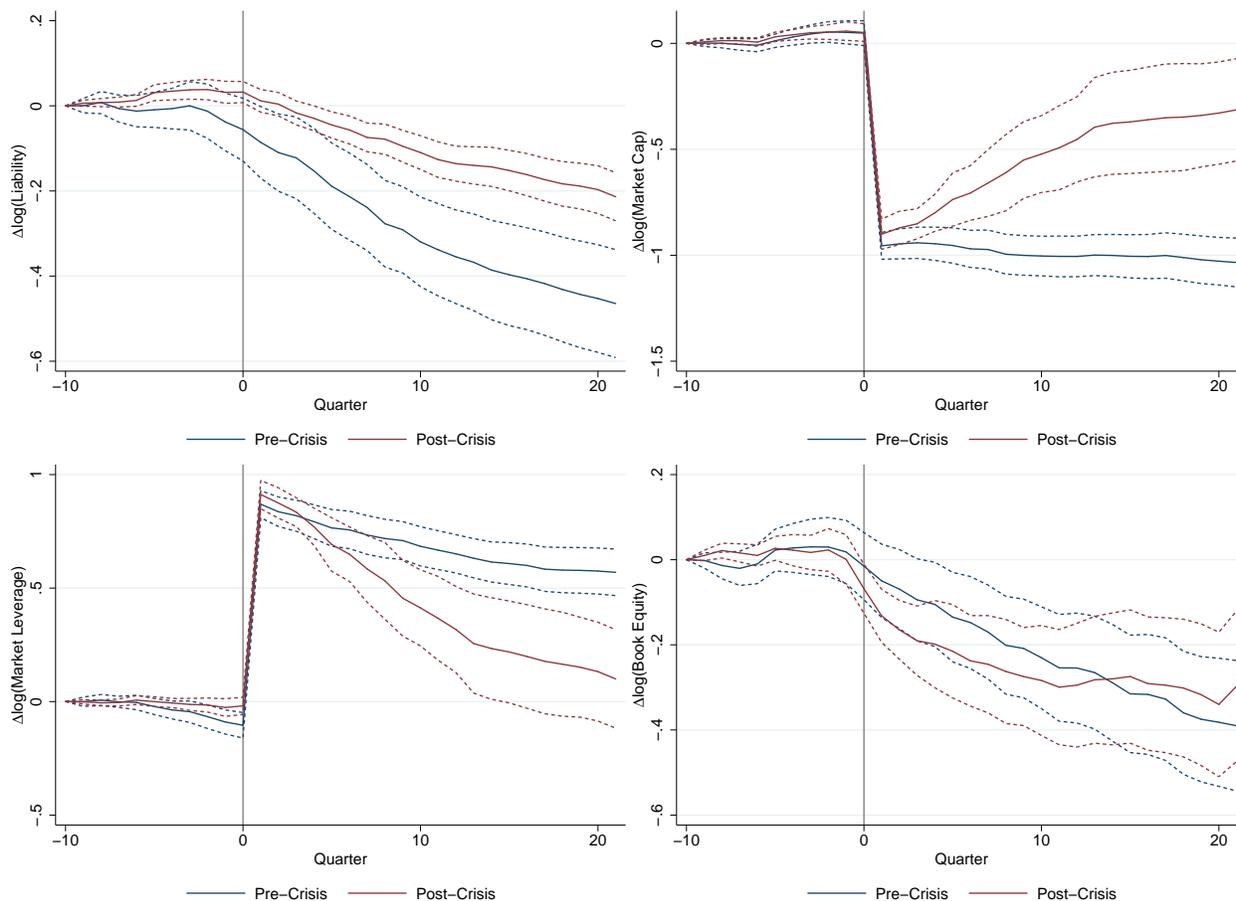 Δlog(Liability)
.2
0
−.2
−.4
−.6
−10
0
10
20
Quarter
Pre−Crisis
Post−Crisis
Δlog(Market Cap)
0
−.5
−1
−1.5
−10
0
10
20
Quarter
Pre−Crisis
Post−Crisis
Δlog(Market Leverage)
1
.5
0
−.5
−10
0
10
20
Quarter
Pre−Crisis
Post−Crisis
Δlog(Book Equity)
.2
0
−.2
−.4
−.6
−10
0
10
20
Quarter
Pre−Crisis
Post−Crisis